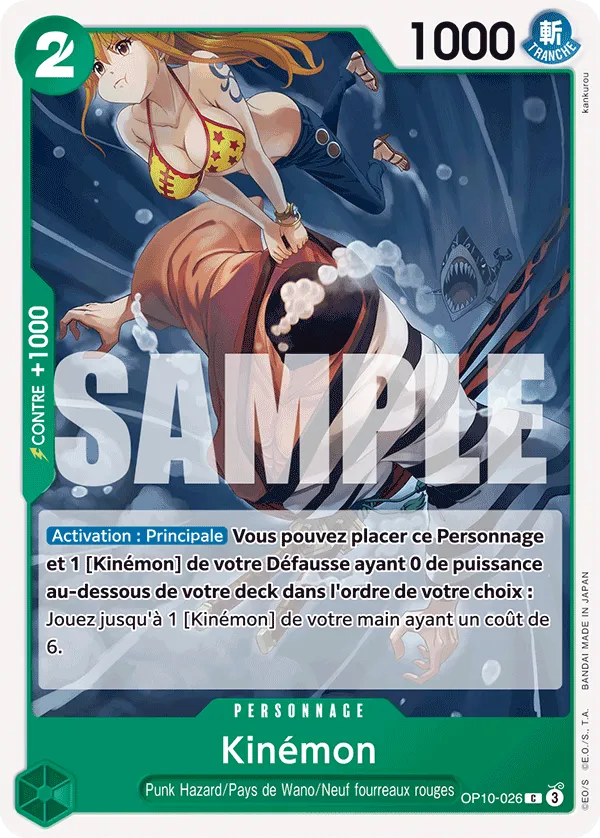 2
1000
斬
TRANCHE
kankurou
CONTRE +1000
SAMPLE
Activation : Principale Vous pouvez placer ce Personnage
et 1 [Kinémon] de votre Défausse ayant 0 de puissance
au-dessous de votre deck dans l'ordre de votre choix :
Jouez jusqu'à 1 [Kinémon] de votre main ayant un coût de
6.
PERSONNAGE
Kinémon
Punk Hazard/Pays de Wano/Neuf fourreaux rouges
OP10-026 C 3
©EO/S ©E.O./S., T.A. BANDAI MADE IN JAPAN